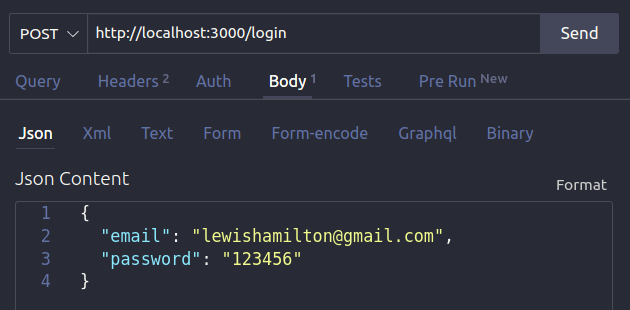 POST http://localhost:3000/login Send
Query Headers 2 Auth Body 1 Tests Pre Run New
Json Xml Text Form Form-encode Graphql Binary
Json Content Format
1 {
2 "email": "lewishamilton@gmail.com",
3 "password": "123456"
4 }